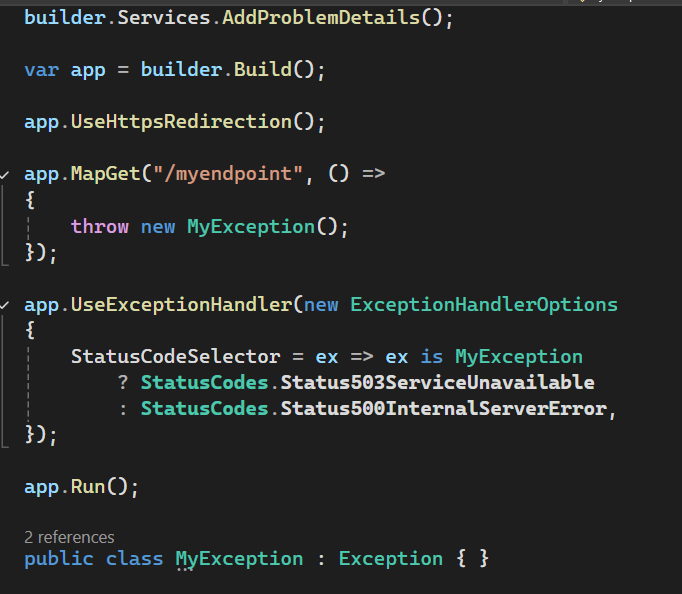 builder.Services.AddProblemDetails();
var app = builder.Build();
app.UseHttpsRedirection();
app.MapGet("/myendpoint", () =>
{
    throw new MyException();
});
app.UseExceptionHandler(new ExceptionHandlerOptions
{
    StatusCodeSelector = ex => ex is MyException
        ? StatusCodes.Status503ServiceUnavailable
        : StatusCodes.Status500InternalServerError,
});
app.Run();
2 references
public class MyException : Exception { }